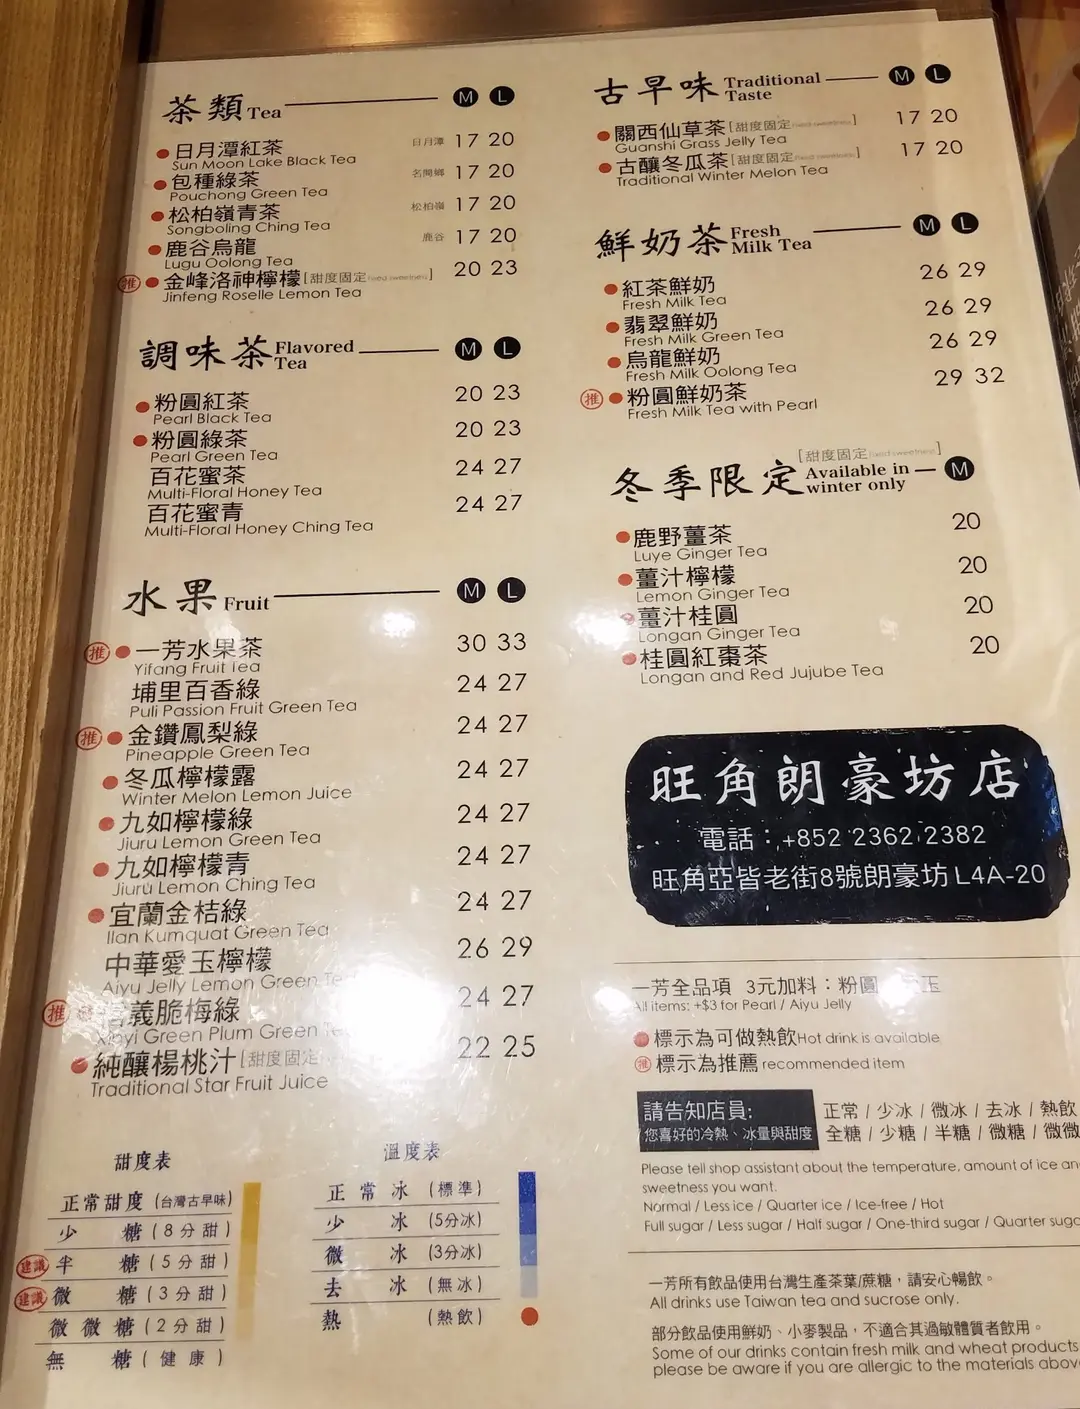 茶類 Tea M L
日月潭紅茶 日月潭 17 20
Sun Moon Lake Black Tea
包種綠茶 名間鄉 17 20
Pouchong Green Tea
松柏嶺青茶 松柏嶺 17 20
Songboling Ching Tea
鹿谷烏龍 鹿谷 17 20
Lugu Oolong Tea
推 金峰洛神檸檬 [甜度固定 fixed sweetness] 20 23
Jinfeng Roselle Lemon Tea
調味茶 Flavored Tea M L
粉圓紅茶 20 23
Pearl Black Tea
粉圓綠茶 20 23
Pearl Green Tea
百花蜜茶 24 27
Multi-Floral Honey Tea
百花蜜青 24 27
Multi-Floral Honey Ching Tea
水果 Fruit M L
推 一芳水果茶 30 33
Yifang Fruit Tea
埔里百香綠 24 27
Puli Passion Fruit Green Tea
推 金鑽鳳梨綠 24 27
Pineapple Green Tea
冬瓜檸檬露 24 27
Winter Melon Lemon Juice
九如檸檬綠 24 27
Jiuru Lemon Green Tea
九如檸檬青 24 27
Jiuru Lemon Ching Tea
宜蘭金桔綠 24 27
Ilan Kumquat Green Tea
中華愛玉檸檬 26 29
Aiyu Jelly Lemon Green
推 義脆梅綠 24 27
Xinyi Green Plum Green
純釀楊桃汁 [甜度固定 22 25
Traditional Star Fruit Juice
甜度表
正常甜度 (台灣古早味)
少糖 (8分甜)
建議 半糖 (5分甜)
建議 微糖 (3分甜)
微微糖 (2分甜)
無糖 (健康)
溫度表
正常冰 (標準)
少冰 (5分冰)
微冰 (3分冰)
去冰 (無冰)
熱 (熱飲)
古早味 Traditional Taste M L
關西仙草茶 [甜度固定 fixed sweetness] 17 20
Guanshi Grass Jelly Tea
古釀冬瓜茶 [甜度固定 fixed sweetness] 17 20
Traditional Winter Melon Tea
鮮奶茶 Fresh Milk Tea M L
紅茶鮮奶 26 29
Fresh Milk Tea
翡翠鮮奶 26 29
Fresh Milk Green Tea
烏龍鮮奶 26 29
Fresh Milk Oolong Tea
推 粉圓鮮奶茶 29 32
Fresh Milk Tea with Pearl
[甜度固定 fixed sweetness]
冬季限定 Available in winter only M
鹿野薑茶 20
Luye Ginger Tea
薑汁檸檬 20
Lemon Ginger Tea
薑汁桂圓 20
Longan Ginger Tea
桂圓紅棗茶 20
Longan and Red Jujube Tea
旺角朗豪坊店
電話：+852 2362 2382
旺角亞皆老街8號朗豪坊 L4A-20
一芳全品項 3元加料：粉圓 玉
All items: +$3 for Pearl / Aiyu Jelly
標示為可做熱飲 Hot drink is available
推 標示為推薦 recommended item
請告知店員: 正常 / 少冰 / 微冰 / 去冰 / 熱飲
您喜好的冷熱、冰量與甜度 全糖 / 少糖 / 半糖 / 微糖 / 微微
Please tell shop assistant about the temperature, amount of ice an
sweetness you want.
Normal / Less ice / Quarter ice / Ice-free / Hot
Full sugar / Less sugar / Half sugar / One-third sugar / Quarter suga
一芳所有飲品使用台灣生產茶葉/蔗糖，請安心暢飲。
All drinks use Taiwan tea and sucrose only.
部分飲品使用鮮奶、小麥製品，不適合其過敏體質者飲用。
Some of our drinks contain fresh milk and wheat products
please be aware if you are allergic to the materials abov